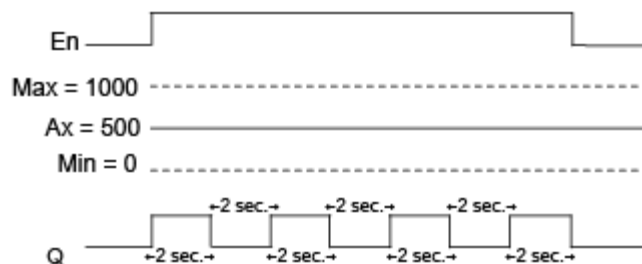 En
Max = 1000
Ax = 500
Min = 0
←2 sec.→ ←2 sec.→ ←2 sec.→
Q
←2 sec.→ ←2 sec.→ ←2 sec.→ ←2 sec.→